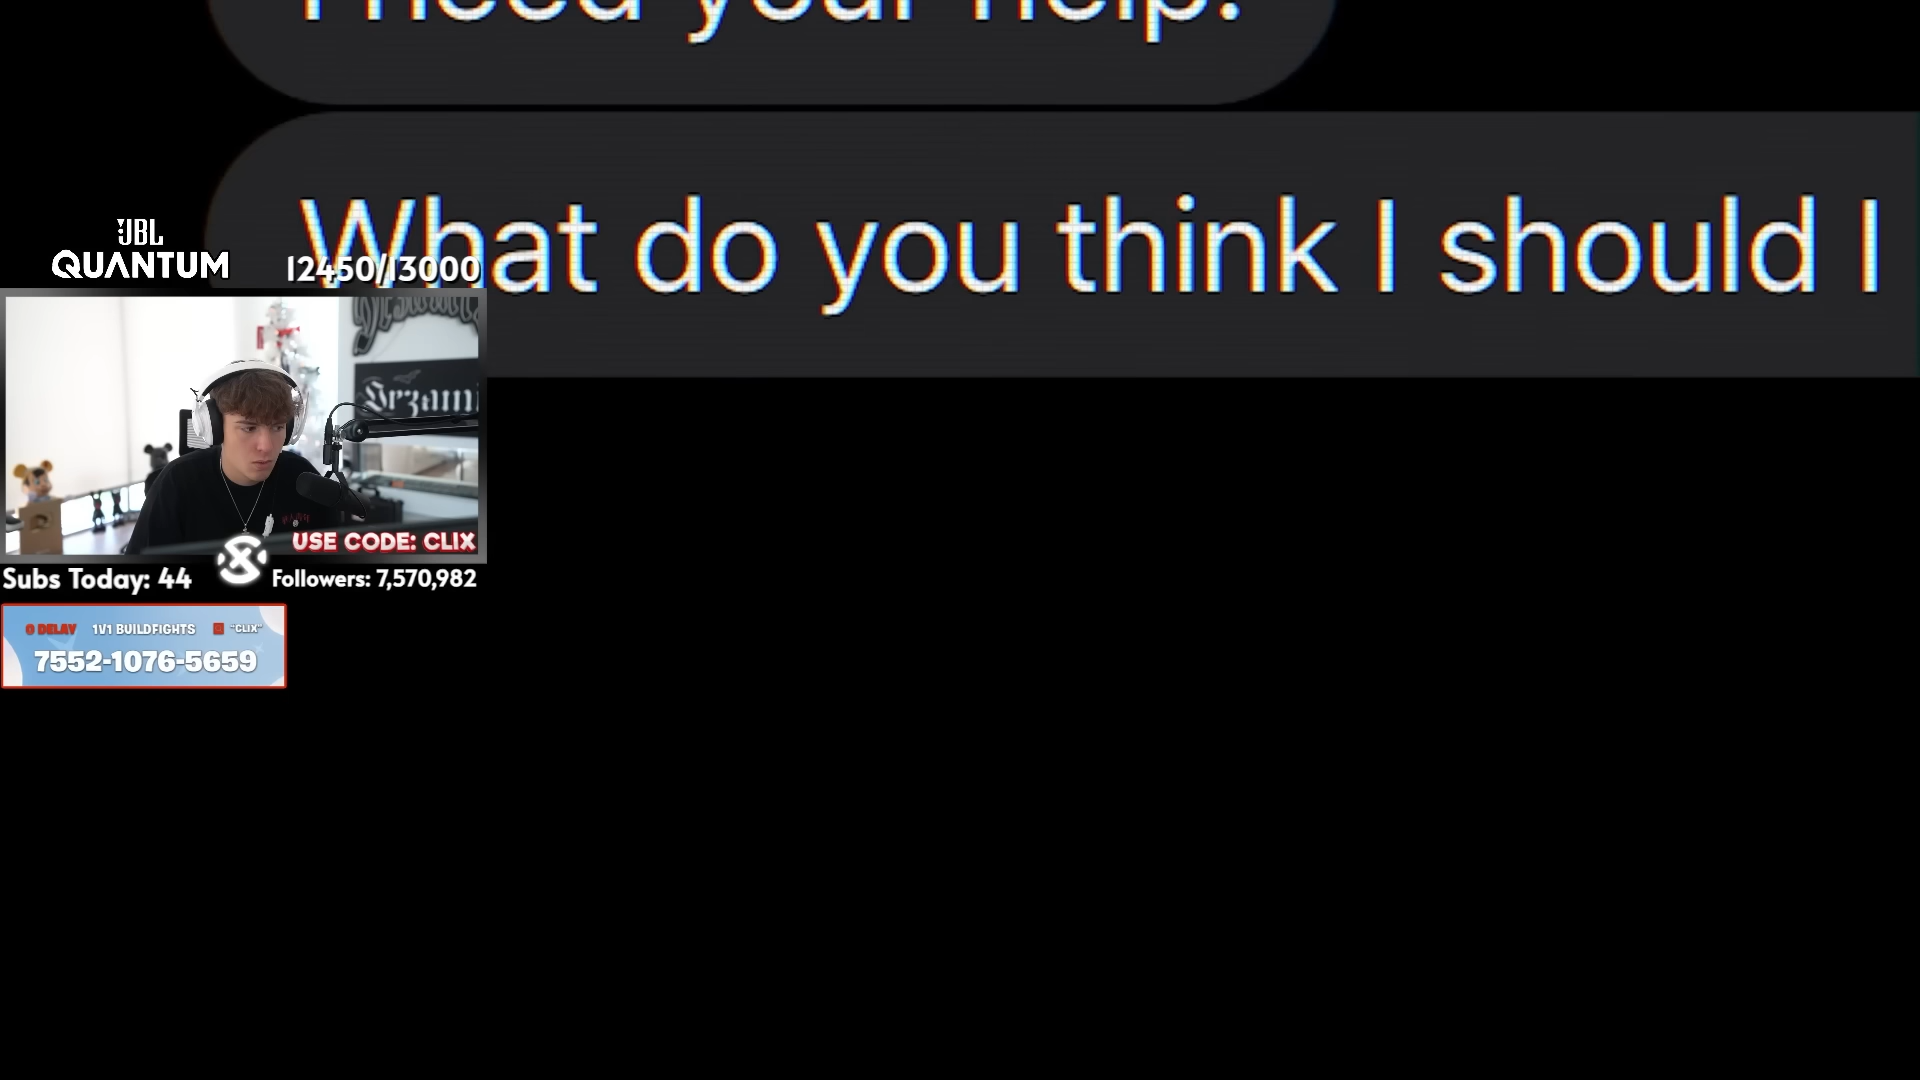 I need your help.
What do you think I should l
JBL
QUANTUM
12450/13000
USE CODE: CLIX
Subs Today: 44
Followers: 7,570,982
0 DELAY 1V1 BUILDFIGHTS "CLIX"
7552-1076-5659